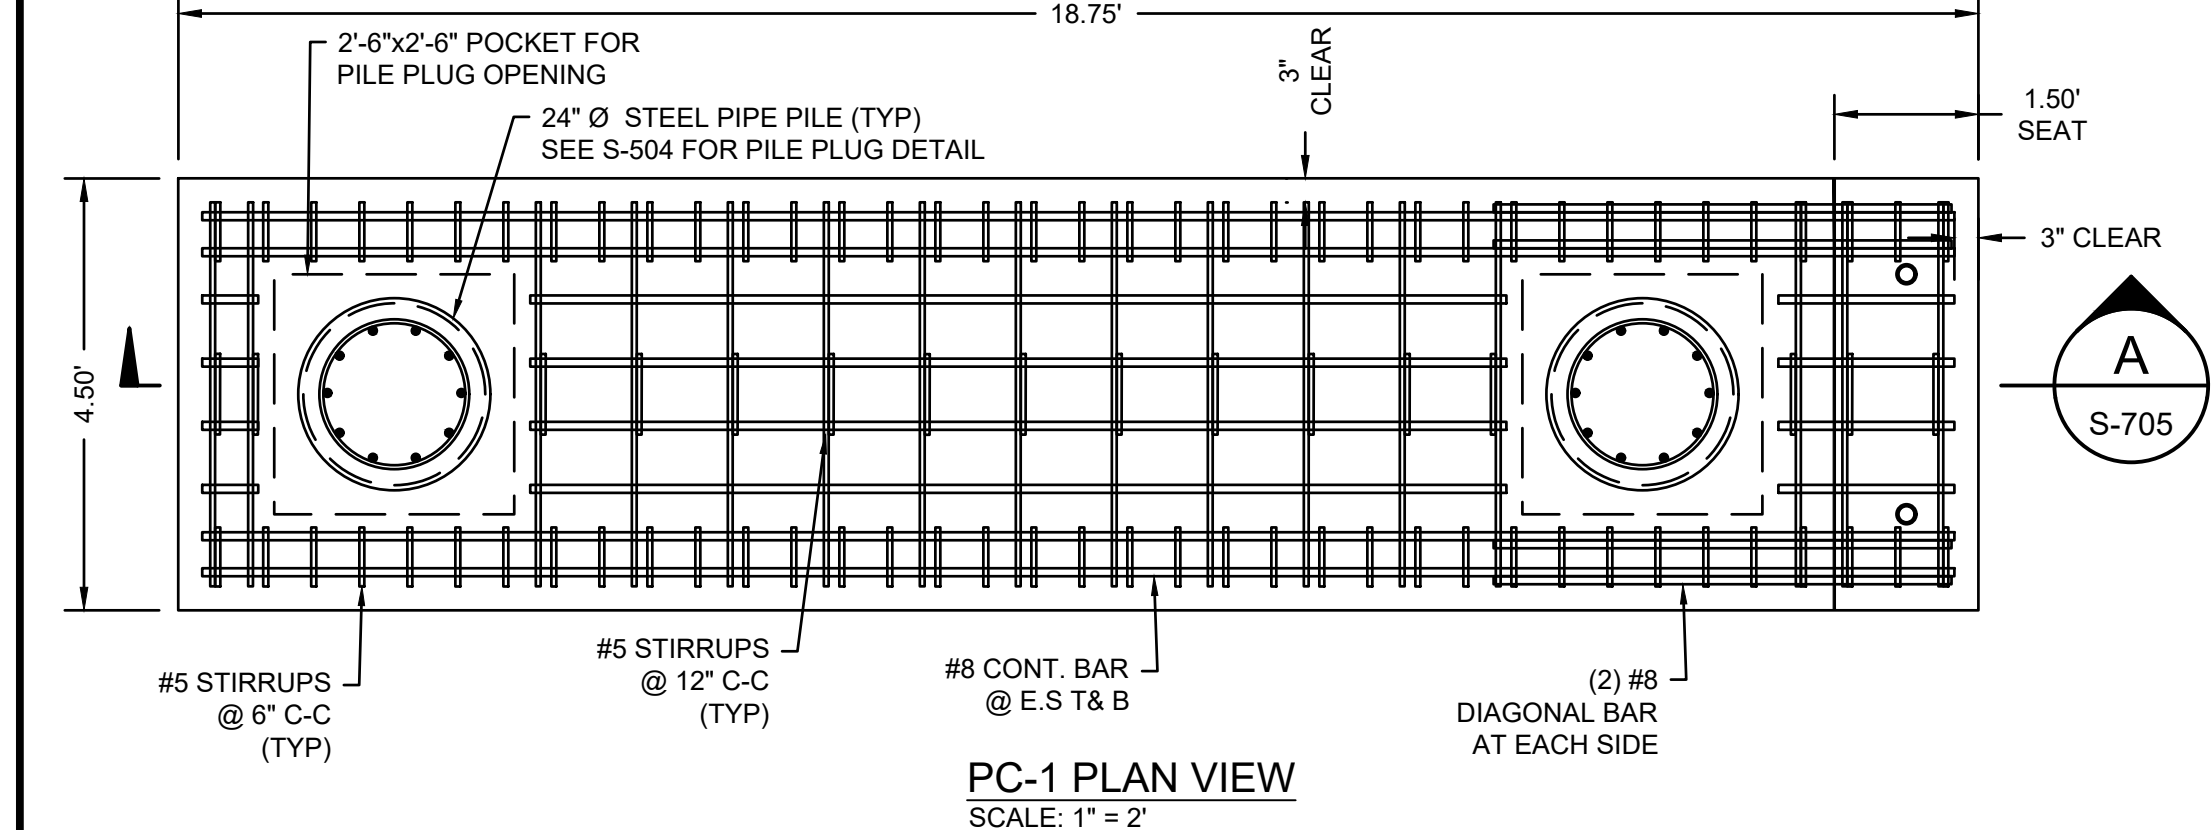 18.75'
2'-6"x2'-6" POCKET FOR
PILE PLUG OPENING
24" Ø STEEL PIPE PILE (TYP)
SEE S-504 FOR PILE PLUG DETAIL
3"
CLEAR
1.50'
SEAT
3" CLEAR
4.50'
A
S-705
#5 STIRRUPS
@ 6" C-C
(TYP)
#5 STIRRUPS
@ 12" C-C
(TYP)
#8 CONT. BAR
@ E.S T& B
(2) #8
DIAGONAL BAR
AT EACH SIDE
PC-1 PLAN VIEW
SCALE: 1" = 2'